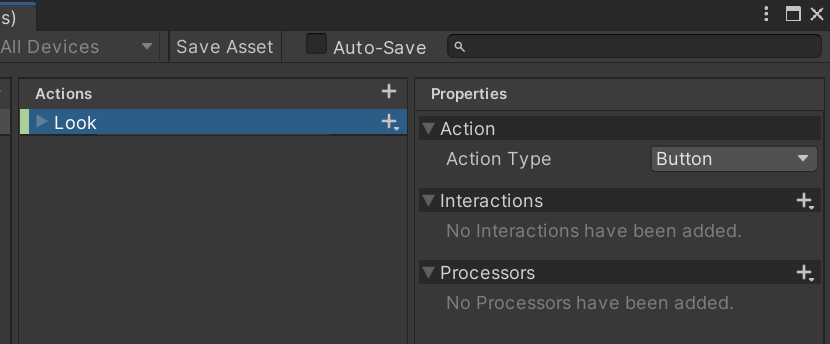 s)
All Devices Save Asset Auto-Save
Actions Properties
Look Action
Action Type Button
Interactions
No Interactions have been added.
Processors
No Processors have been added.